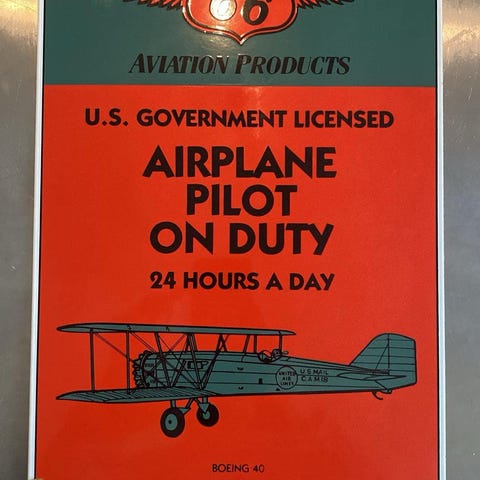 66
AVIATION PRODUCTS
U.S. GOVERNMENT LICENSED
AIRPLANE
PILOT
ON DUTY
24 HOURS A DAY
UNITED
AIR
LINES
U.S. MAIL
C.A.M.18
BOEING 40